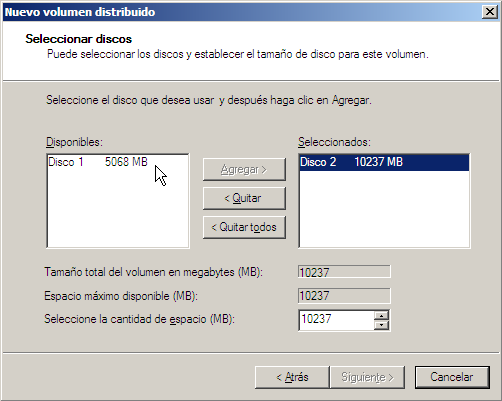 Nuevo volumen distribuido
Seleccionar discos
Puede seleccionar los discos y establecer el tamaño de disco para este volumen.
Seleccione el disco que desea usar y después haga clic en Agregar.
Disponibles:
Seleccionados:
Disco 1 5068 MB
Disco 2 10237 MB
Agregar >
< Quitar
< Quitar todos
Tamaño total del volumen en megabytes (MB): 10237
Espacio máximo disponible (MB): 10237
Seleccione la cantidad de espacio (MB): 10237
< Atrás
Siguiente >
Cancelar